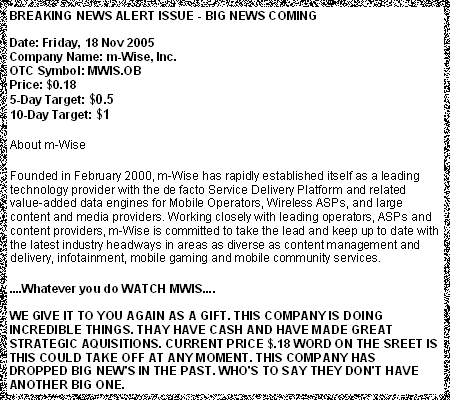 BREAKING NEWS ALERT ISSUE - BIG NEWS COMING
Date: Friday, 18 Nov 2005
Company Name: m-Wise, Inc.
OTC Symbol: MWIS.OB
Price: $0.18
5-Day Target: $0.5
10-Day Target: $1
About m-Wise
Founded in February 2000, m-Wise has rapidly established itself as a leading
technology provider with the de facto Service Delivery Platform and related
value-added data engines for Mobile Operators, Wireless ASPs, and large
content and media providers. Working closely with leading operators, ASPs and
content providers, m-Wise is committed to take the lead and keep up to date with
the latest industry headways in areas as diverse as content management and
delivery, infotainment, mobile gaming and mobile community services.
....Whatever you do WATCH MWIS....
WE GIVE IT TO YOU AGAIN AS A GIFT. THIS COMPANY IS DOING
INCREDIBLE THINGS. THAY HAVE CASH AND HAVE MADE GREAT
STRATEGIC AQUISITIONS. CURRENT PRICE $.18 WORD ON THE SREET IS
THIS COULD TAKE OFF AT ANY MOMENT. THIS COMPANY HAS
DROPPED BIG NEW'S IN THE PAST. WHO'S TO SAY THEY DON'T HAVE
ANOTHER BIG ONE.